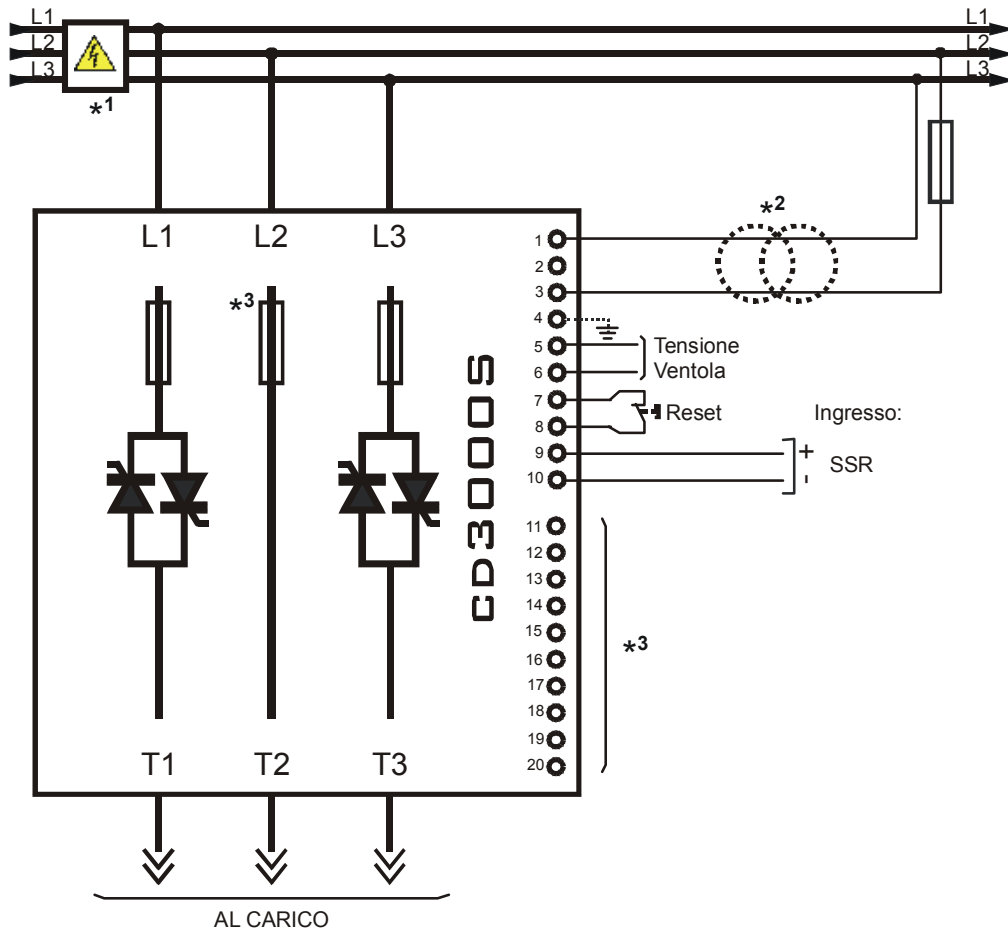 L1 L1
L2 L2
L3 L3
*1
*2
L1 L2 L3
*3
1
2
3
4
5
6
7
8
9
10
11
12
13
14
15
16
17
18
19
20
Tensione
Ventola
Reset
Ingresso:
+
SSR
-
*3
CD3000S
T1 T2 T3
AL CARICO